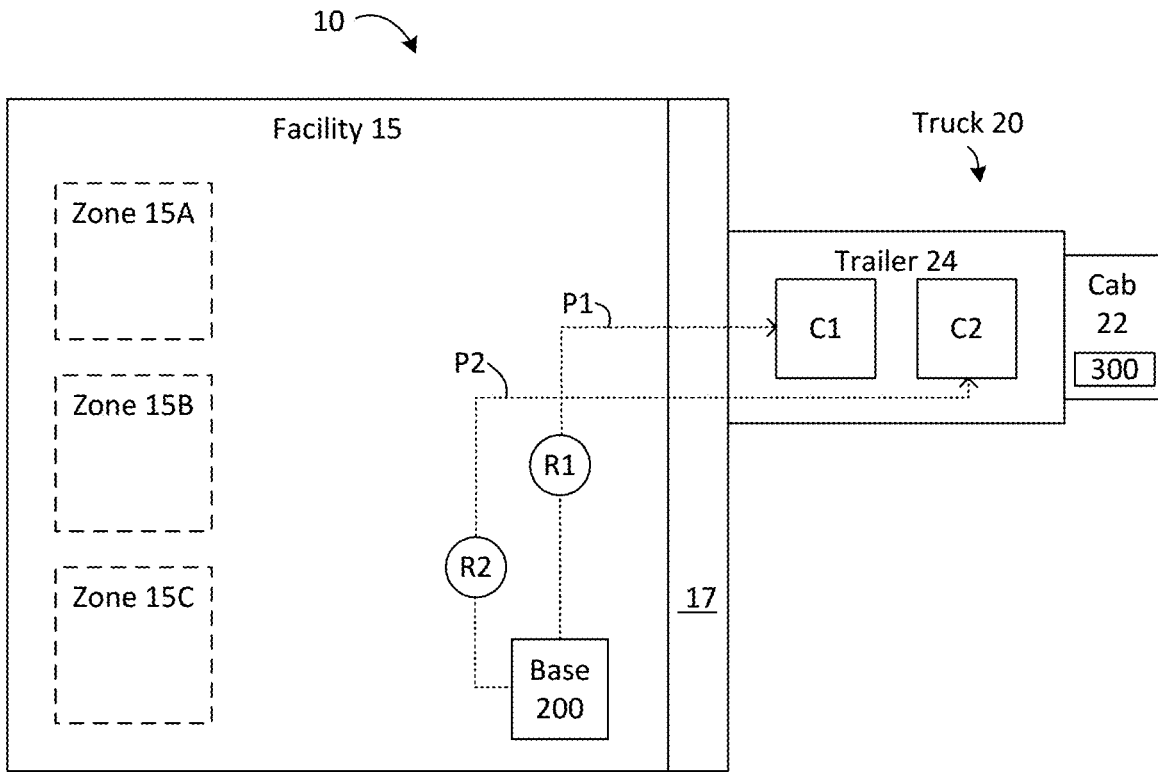 10
Facility 15
Truck 20
Zone 15A
Trailer 24
Cab
22
300
C1
C2
P1
P2
Zone 15B
R1
R2
Zone 15C
17
Base
200